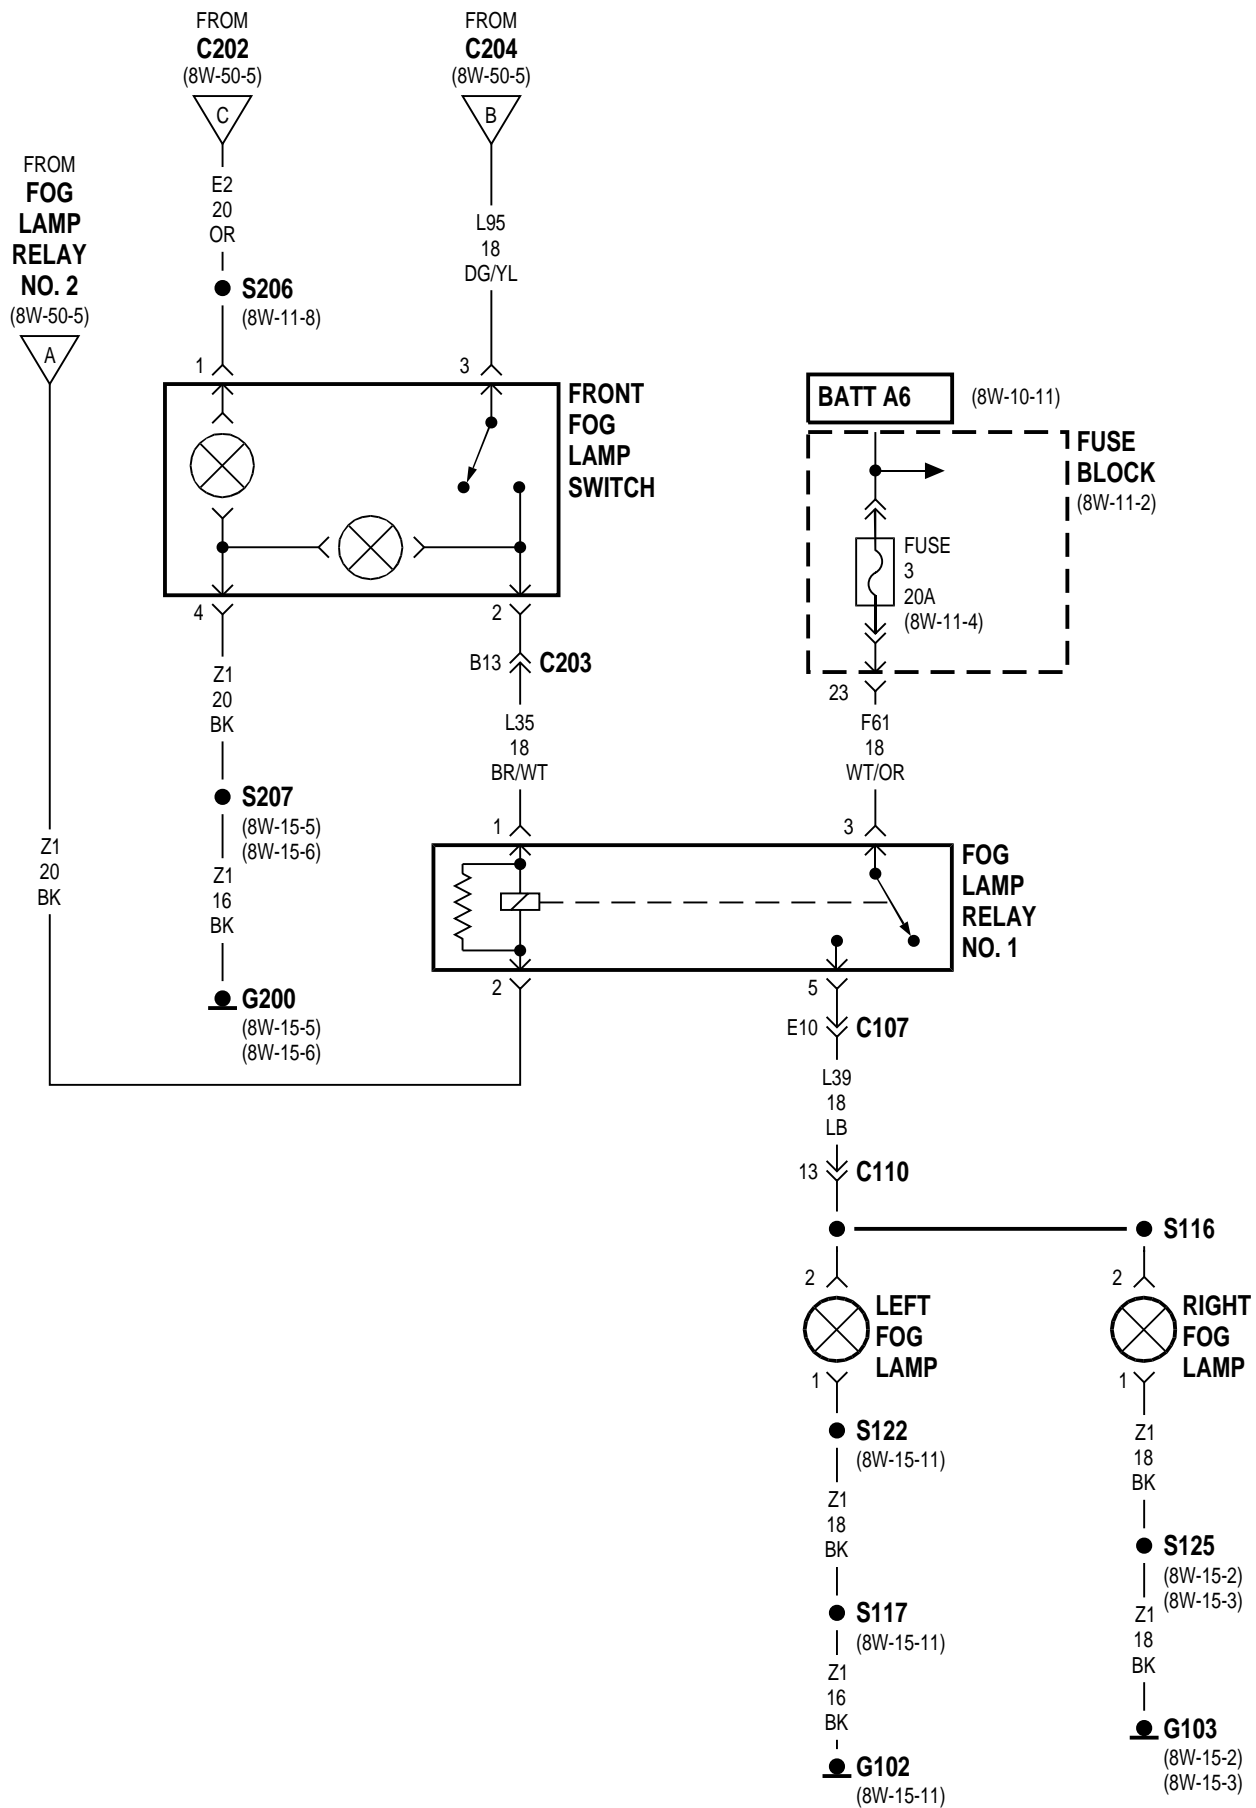 FROM
C202
(8W-50-5)
C
E2
20
OR
S206
(8W-11-8)
1
FROM
C204
(8W-50-5)
B
L95
18
DG/YL
3
FROM
FOG
LAMP
RELAY
NO. 2
(8W-50-5)
A
Z1
20
BK
FRONT
FOG
LAMP
SWITCH
4
2
Z1
20
BK
S207
(8W-15-5)
(8W-15-6)
Z1
16
BK
G200
(8W-15-5)
(8W-15-6)
B13
C203
L35
18
BR/WT
1
BATT A6
(8W-10-11)
FUSE
BLOCK
(8W-11-2)
FUSE
3
20A
(8W-11-4)
23
F61
18
WT/OR
3
FOG
LAMP
RELAY
NO. 1
2
5
E10
C107
L39
18
LB
13
C110
S116
2
LEFT
FOG
LAMP
1
S122
(8W-15-11)
Z1
18
BK
S117
(8W-15-11)
Z1
16
BK
G102
(8W-15-11)
2
RIGHT
FOG
LAMP
1
Z1
18
BK
S125
(8W-15-2)
(8W-15-3)
Z1
18
BK
G103
(8W-15-2)
(8W-15-3)